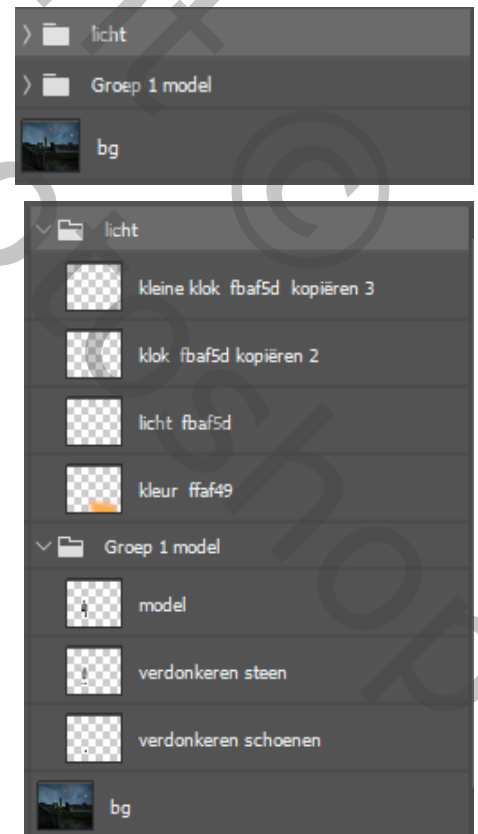 licht
Groep 1 model
bg
licht
kleine klok fbaf5d kopiëren 3
klok fbaf5d kopiëren 2
licht fbaf5d
kleur ffaf49
Groep 1 model
model
verdonkeren steen
verdonkeren schoenen
bg